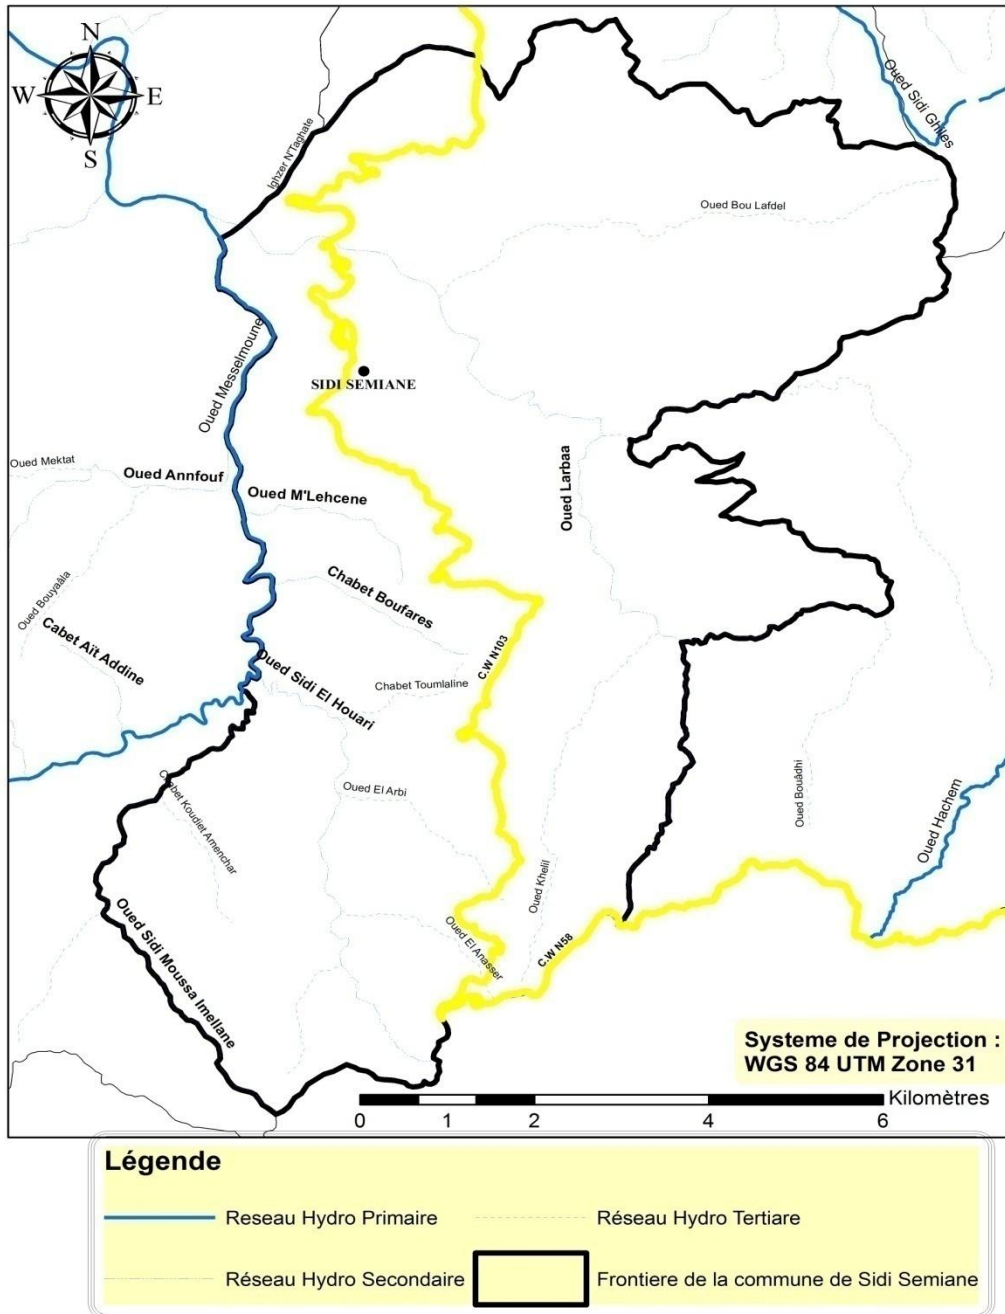 N
W
E
S
Oued Sidi Ghiles
Ighzer N'Taghate
Oued Bou Lafdel
Oued Messelmoune
SIDI SEMIANE
Oued Mektat
Oued Annfouf
Oued M'Lehcene
Oued Larbaa
Oued Bouyaâla
Chabet Boufares
Cabet Aït Addine
C.W N103
Oued Sidi El Houari
Chabet Toumlaline
Chabet Koudiet Amenchar
Oued El Arbi
Oued Bouâdhi
Oued Hachem
Oued Khelil
Oued Sidi Moussa Imellane
Oued El Anasser
C.W N58
Systeme de Projection :
WGS 84 UTM Zone 31
Kilomètres
0 1 2 4 6
Légende
Reseau Hydro Primaire
Réseau Hydro Tertiare
Réseau Hydro Secondaire
Frontiere de la commune de Sidi Semiane